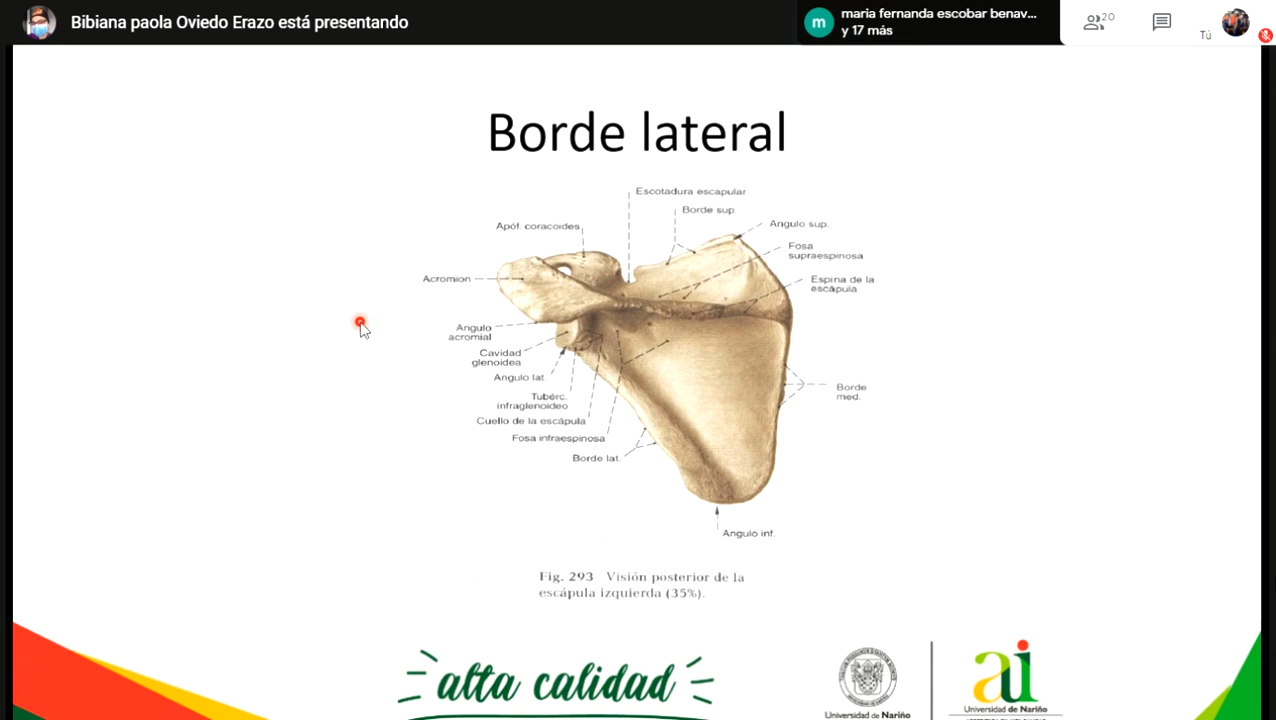 Bibiana paola Oviedo Erazo está presentando
maria fernanda escobar benav...
m
y 17 más
20
Tú
Borde lateral
Escotadura escapular
Borde sup.
Apóf. coracoides
Angulo sup.
Fosa
supraespinosa
Acromion
Espina de la
escápula
Angulo
acromial
Cavidad
glenoidea
Angulo lat.
Borde
med.
Tubérc.
infraglenoideo
Cuello de la escápula
Fosa infraespinosa
Borde lat.
Angulo inf.
Fig. 293 Visión posterior de la
escápula izquierda (35%).
alta calidad
ai
Universidad de Nariño
Universidad de Nariño